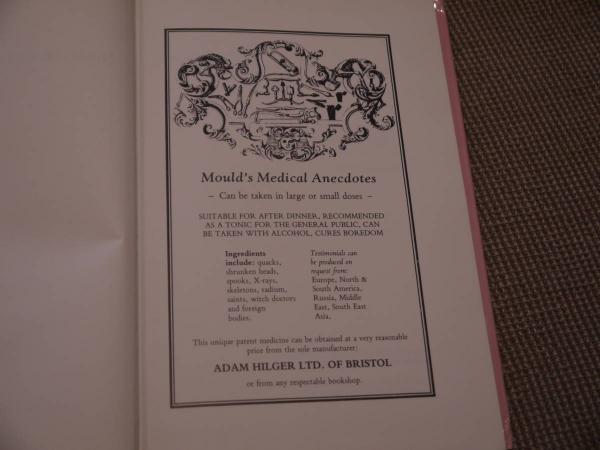 Mould's Medical Anecdotes
– Can be taken in large or small doses –
SUITABLE FOR AFTER DINNER, RECOMMENDED
AS A TONIC FOR THE GENERAL PUBLIC, CAN
BE TAKEN WITH ALCOHOL, CURES BOREDOM
Ingredients
include: quacks,
shrunken heads,
spooks, X-rays,
skeletons, radium,
saints, witch doctors
and foreign
bodies.
Testimonials can
be produced on
request from:
Europe, North &
South America,
Russia, Middle
East, South East
Asia,
This unique patent medicine can be obtained at a very reasonable
price from the sole manufacturer:
ADAM HILGER LTD. OF BRISTOL
or from any respectable bookshop.